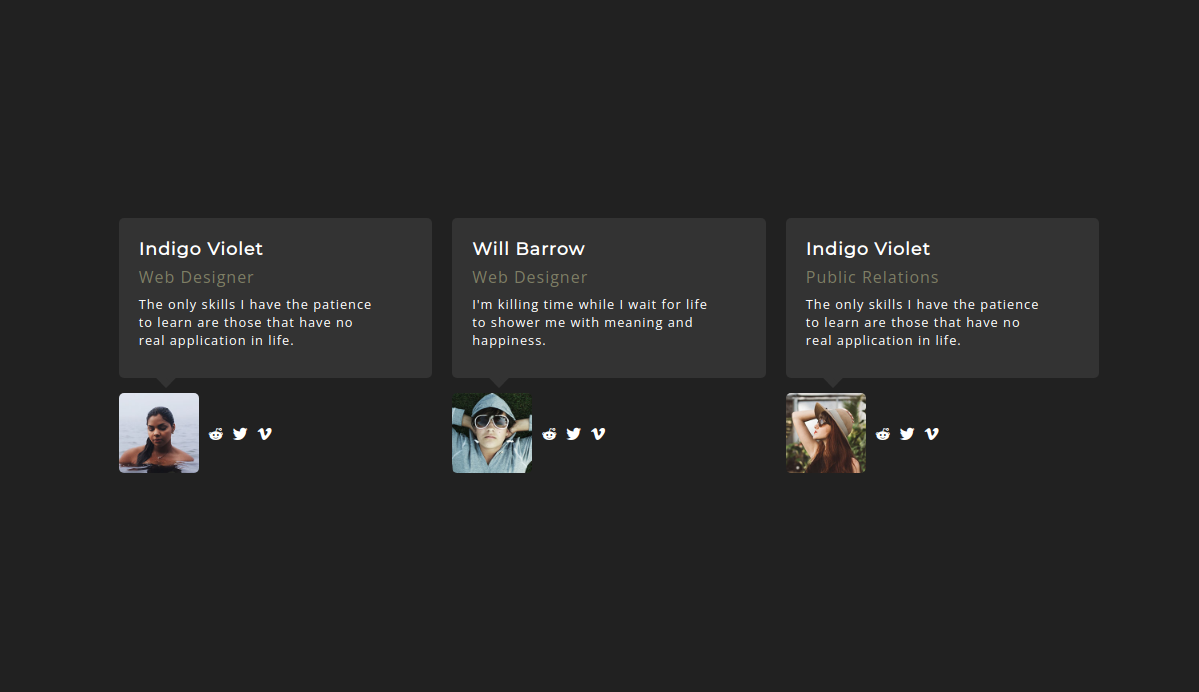 Indigo Violet
Web Designer
The only skills I have the patience
to learn are those that have no
real application in life.
Will Barrow
Web Designer
I'm killing time while I wait for life
to shower me with meaning and
happiness.
Indigo Violet
Public Relations
The only skills I have the patience
to learn are those that have no
real application in life.